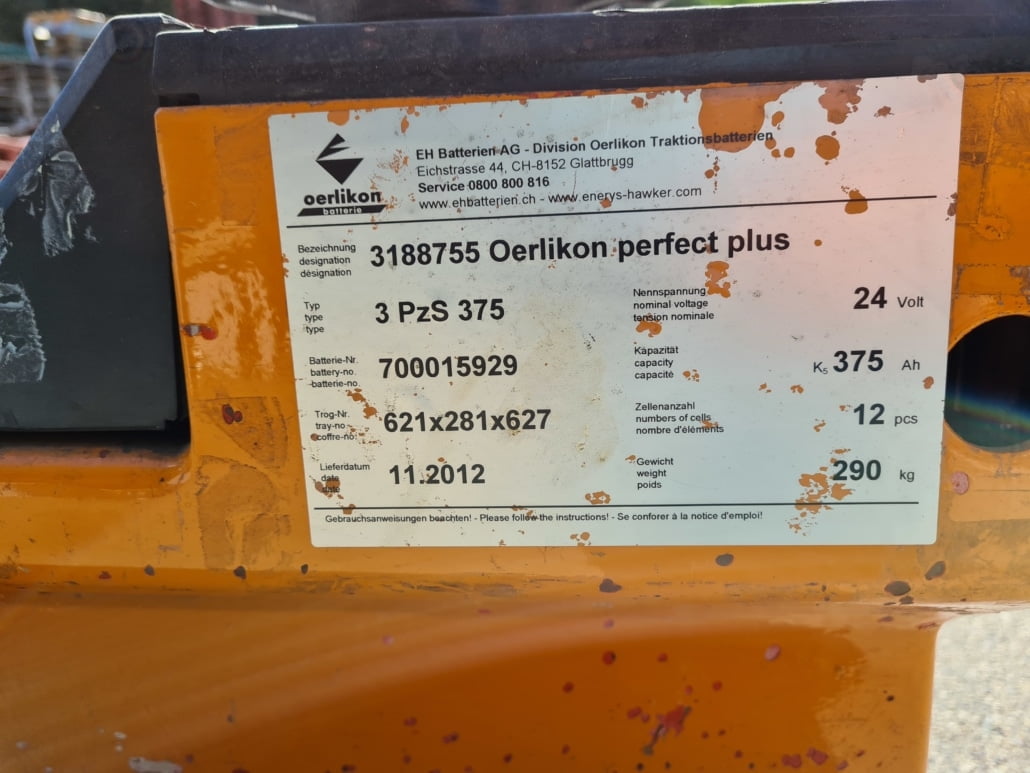 EH Batterien AG - Division Oerlikon Traktionsbatterien
Eichstrasse 44, CH-8152 Glattbrugg
Service 0800 800 816
www.ehbatterien.ch - www.enerys-hawker.com
oerlikon
batterie
Bezeichnung
designation
désignation
3188755 Oerlikon perfect plus
Typ
type
type
3 PzS 375
Nennspannung
nominal voltage
tension nominale
24 Volt
Batterie-Nr.
battery-no.
batterie-no.
700015929
Kapazität
capacity
capacité
K5 375 Ah
Trog-Nr.
tray-no
coffre-no.
621x281x627
Zellenanzahl
numbers of cells
nombre d'éléments
12 pcs
Lieferdatum
date
date
11.2012
Gewicht
weight
poids
290 kg
Gebrauchsanweisungen beachten! - Please follow the instructions! - Se conforer à la notice d'emploi!